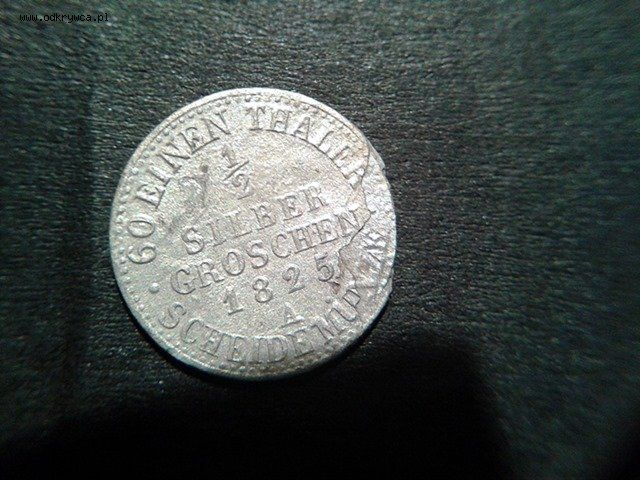 www.odkrywca.pl
60 EINEN THALER
1/2
SILBER
GROSCHEN
1825
A
SCHEIDEMÜNZE